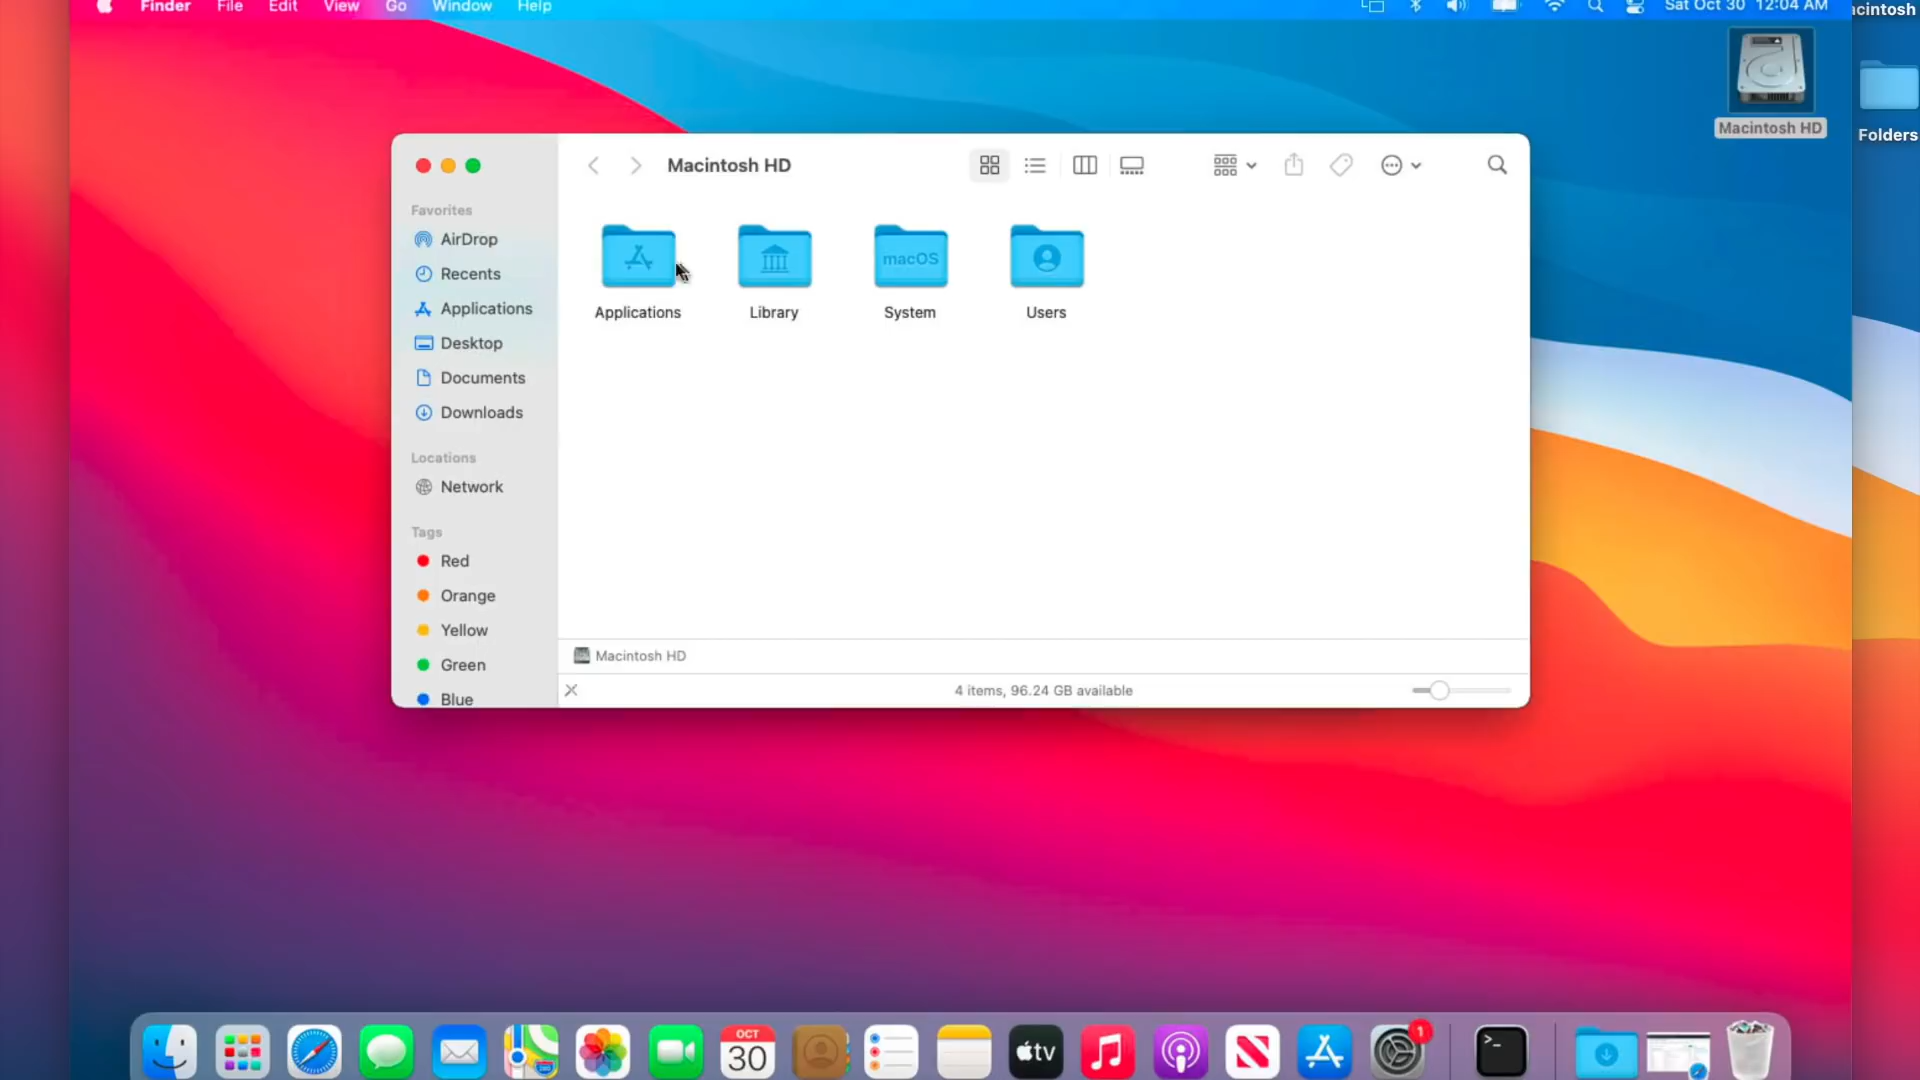 Finder File Edit View Go Window Help
Sat Oct 30 12:04 AM
acintosh
Macintosh HD
Folders
Macintosh HD
Favorites
AirDrop
Recents
Applications
Desktop
Documents
Downloads
Locations
Network
Tags
Red
Orange
Yellow
Green
Blue
macOS
Applications
Library
System
Users
Macintosh HD
4 items, 96.24 GB available
OCT
30
tv
1
>_